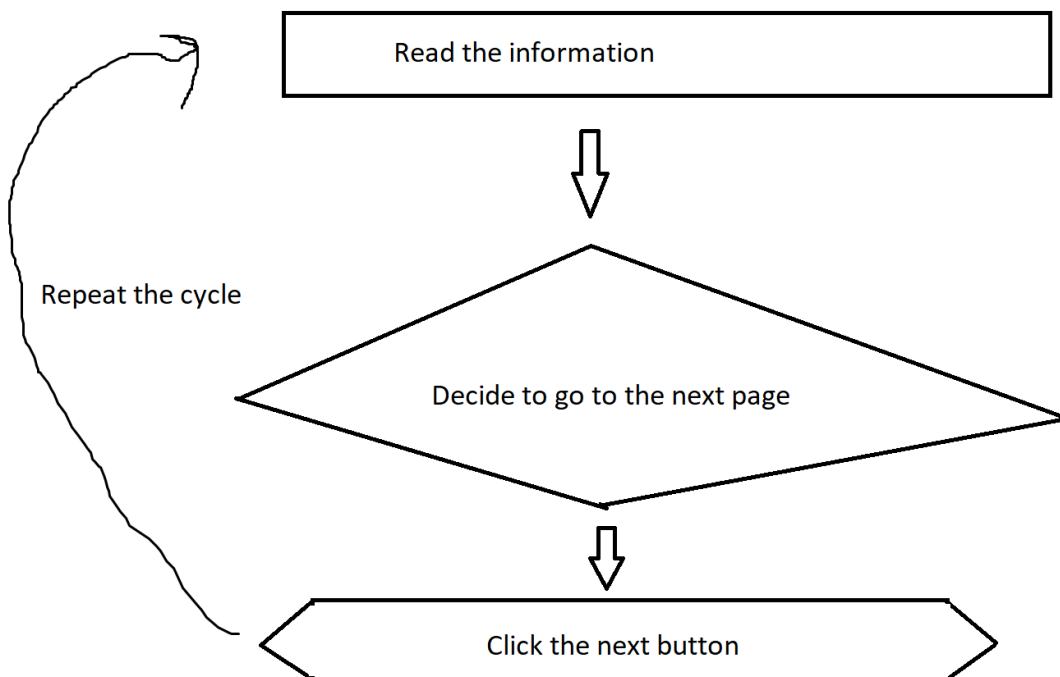 Read the information
Repeat the cycle
Decide to go to the next page
Click the next button